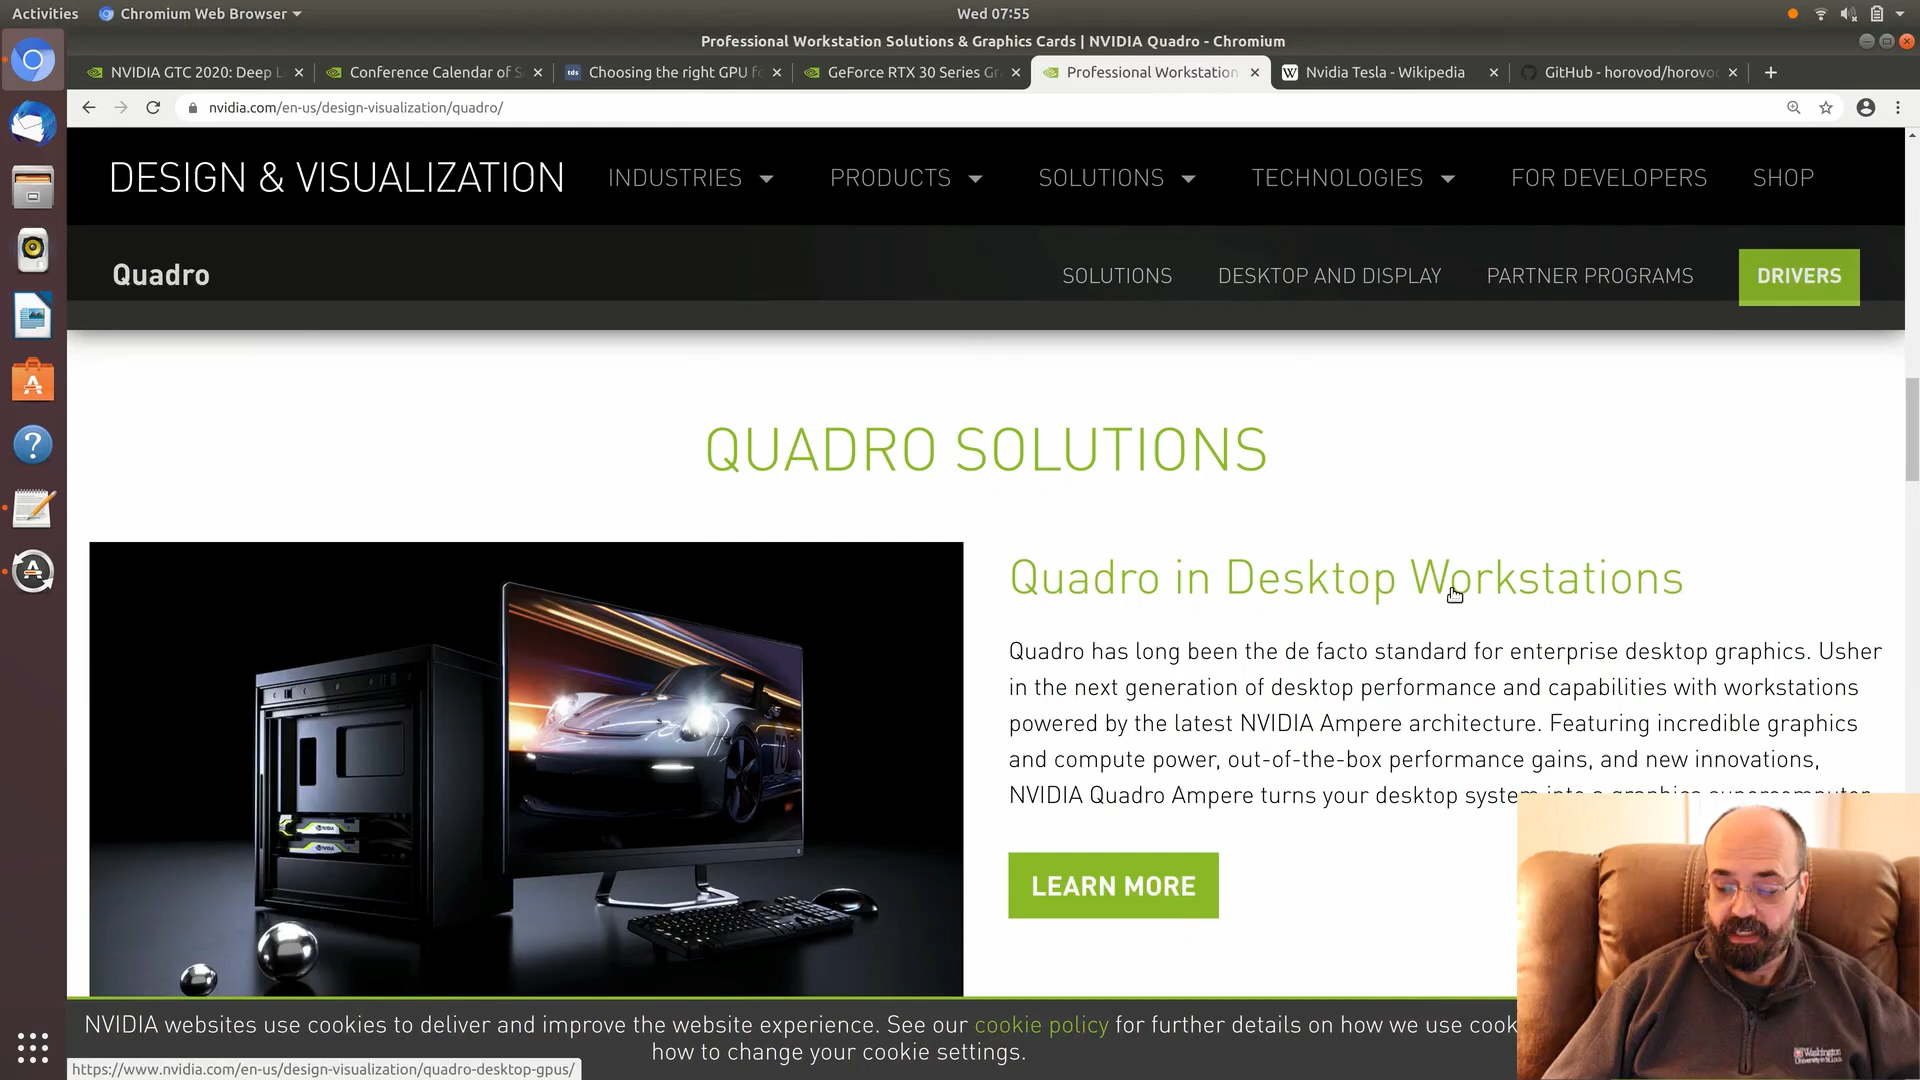 Activities
Chromium Web Browser
Wed 07:55
Professional Workstation Solutions & Graphics Cards | NVIDIA Quadro - Chromium
NVIDIA GTC 2020: Deep L
Conference Calendar of S
tds
Choosing the right GPU f
GeForce RTX 30 Series Gr
Professional Workstation
W
Nvidia Tesla - Wikipedia
GitHub - horovod/horovo
nvidia.com/en-us/design-visualization/quadro/
DESIGN & VISUALIZATION
INDUSTRIES
PRODUCTS
SOLUTIONS
TECHNOLOGIES
FOR DEVELOPERS
SHOP
Quadro
SOLUTIONS
DESKTOP AND DISPLAY
PARTNER PROGRAMS
DRIVERS
QUADRO SOLUTIONS
Quadro in Desktop Workstations
Quadro has long been the de facto standard for enterprise desktop graphics. Usher
in the next generation of desktop performance and capabilities with workstations
powered by the latest NVIDIA Ampere architecture. Featuring incredible graphics
and compute power, out-of-the-box performance gains, and new innovations,
NVIDIA Quadro Ampere turns your desktop system into a graphics supercomputer
LEARN MORE
NVIDIA websites use cookies to deliver and improve the website experience. See our cookie policy for further details on how we use cook
how to change your cookie settings.
https://www.nvidia.com/en-us/design-visualization/quadro-desktop-gpus/
Washington